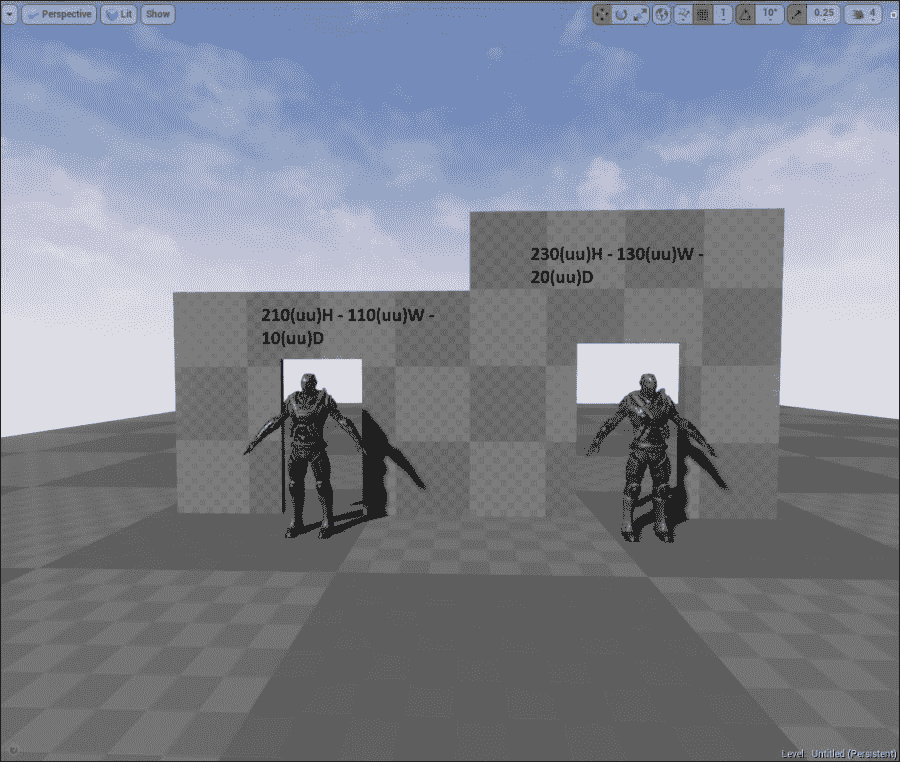 Perspective Lit Show 1 10° 0.25 4
230(uu)H - 130(uu)W -
20(uu)D
210(uu)H - 110(uu)W -
10(uu)D
Level: Untitled (Persistent)